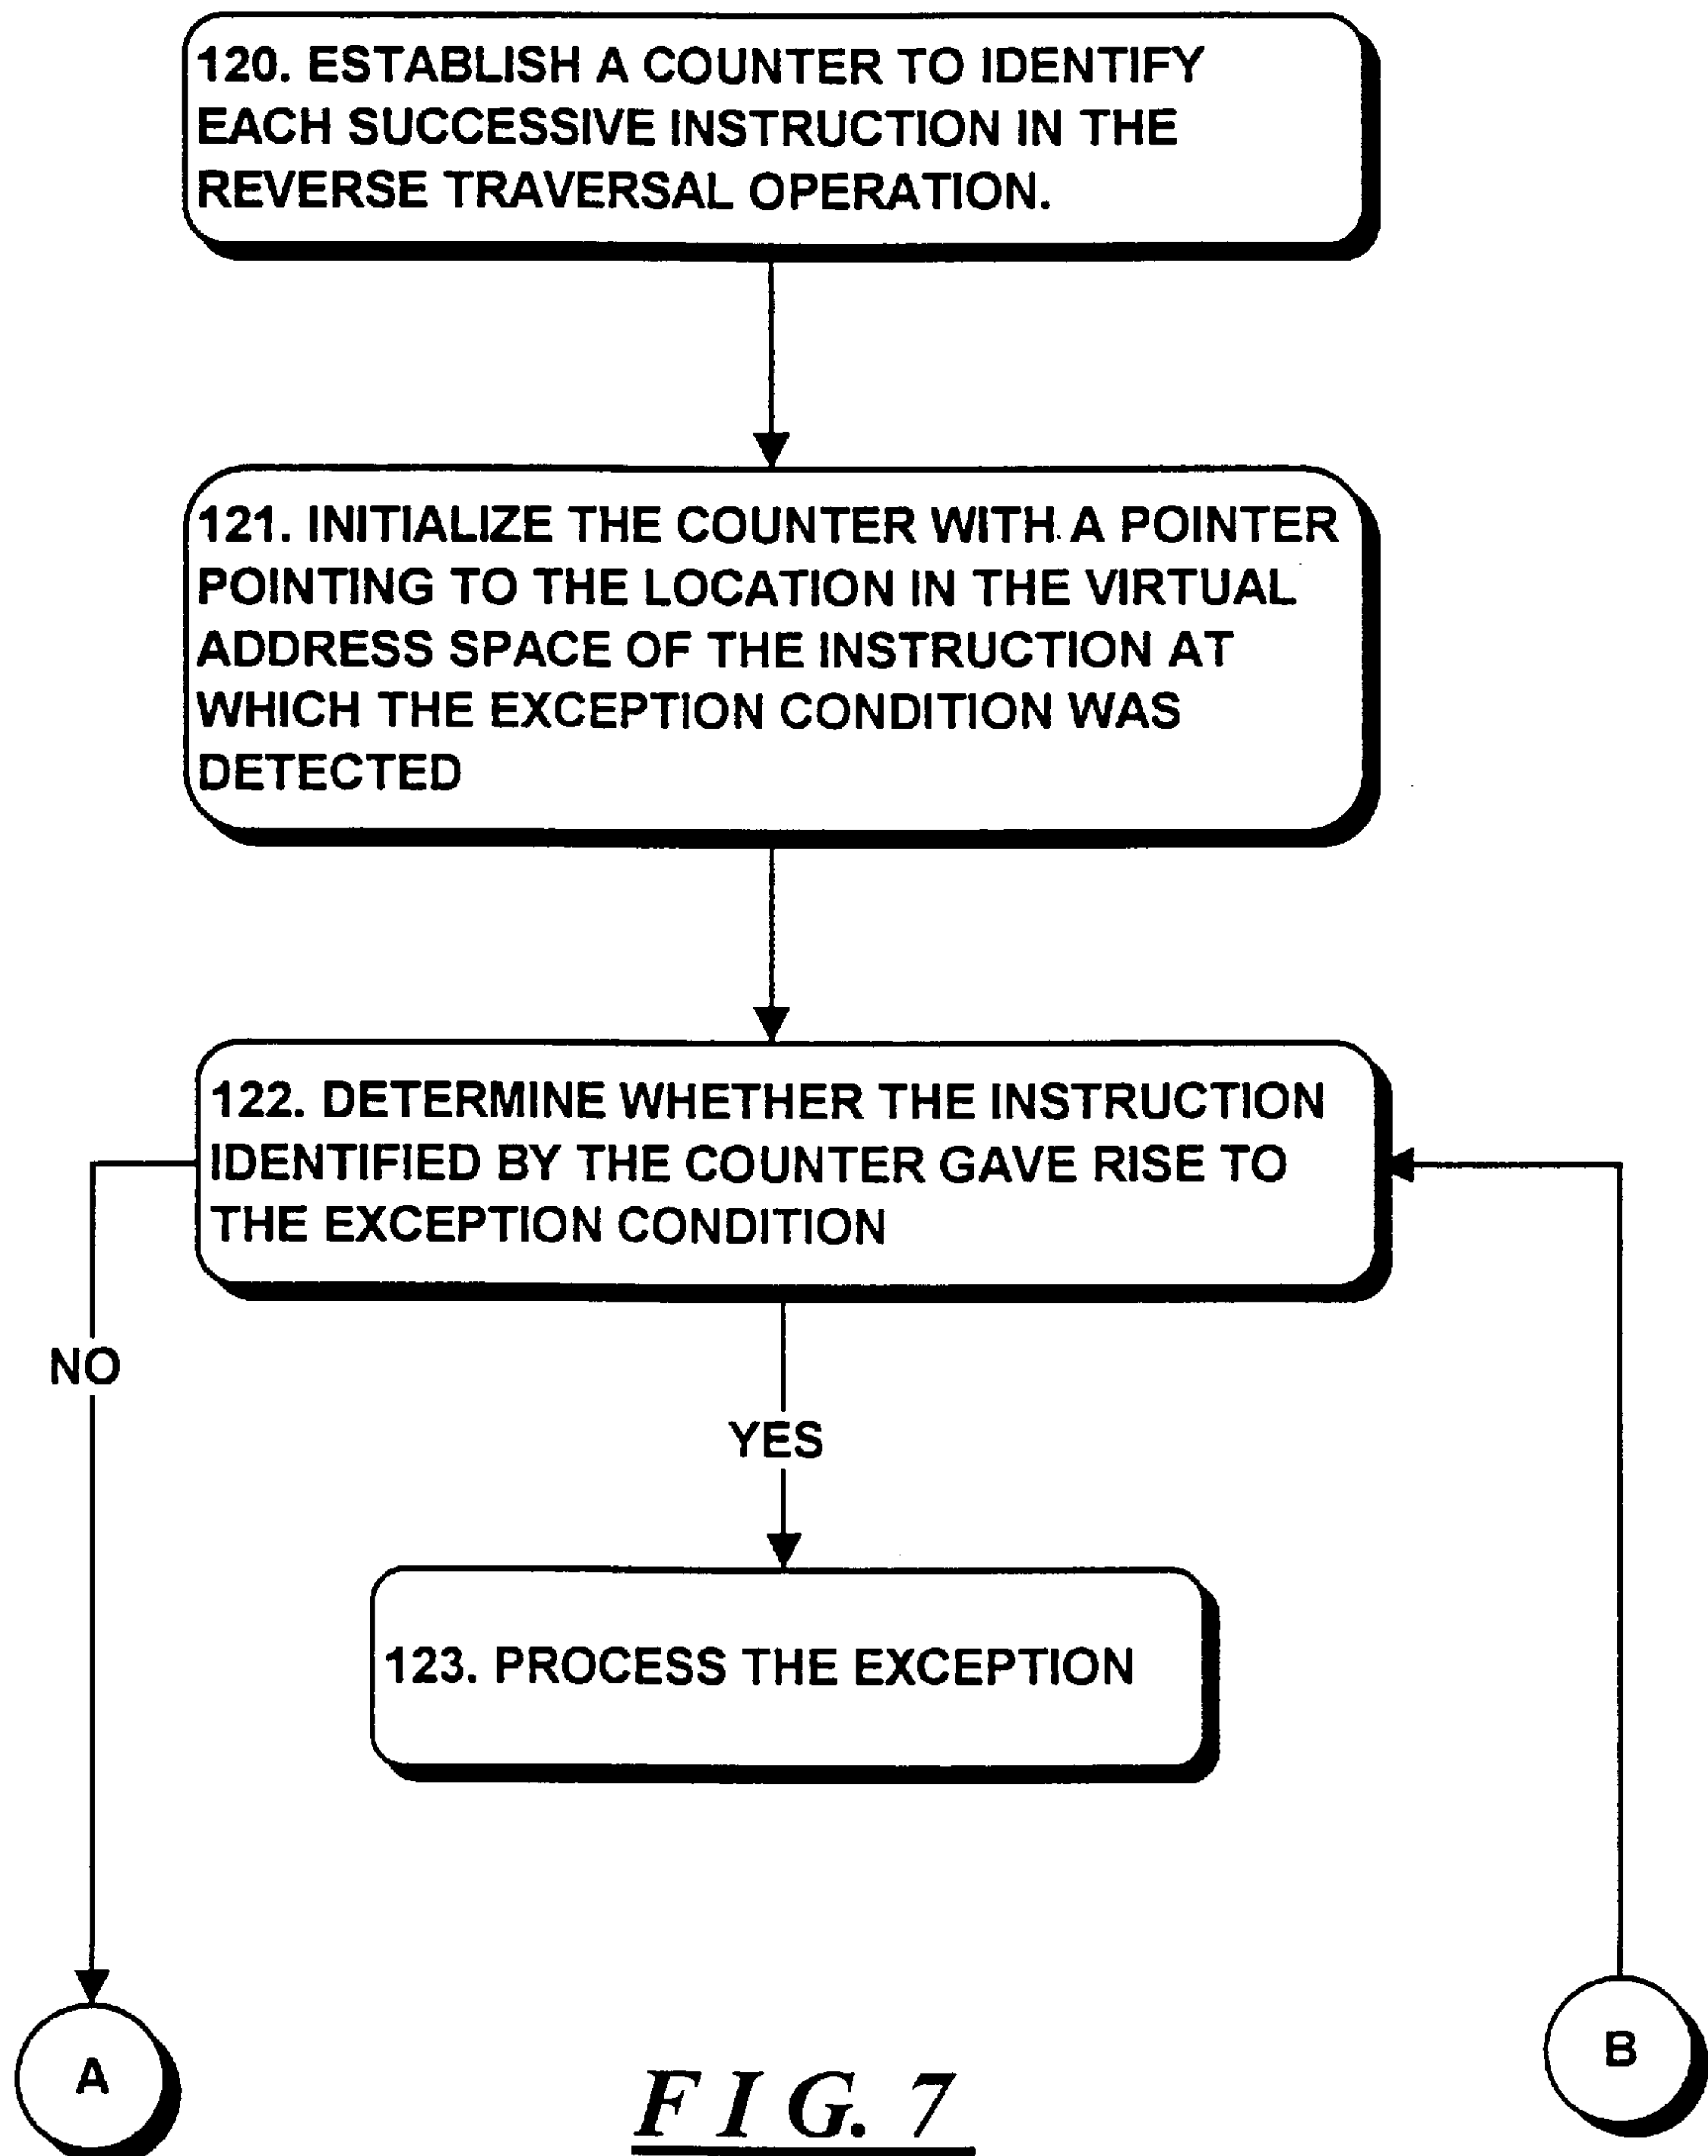 120. ESTABLISH A COUNTER TO IDENTIFY
EACH SUCCESSIVE INSTRUCTION IN THE
REVERSE TRAVERSAL OPERATION.
121. INITIALIZE THE COUNTER WITH A POINTER
POINTING TO THE LOCATION IN THE VIRTUAL
ADDRESS SPACE OF THE INSTRUCTION AT
WHICH THE EXCEPTION CONDITION WAS
DETECTED
122. DETERMINE WHETHER THE INSTRUCTION
IDENTIFIED BY THE COUNTER GAVE RISE TO
THE EXCEPTION CONDITION
NO
YES
123. PROCESS THE EXCEPTION
A
B
FIG. 7